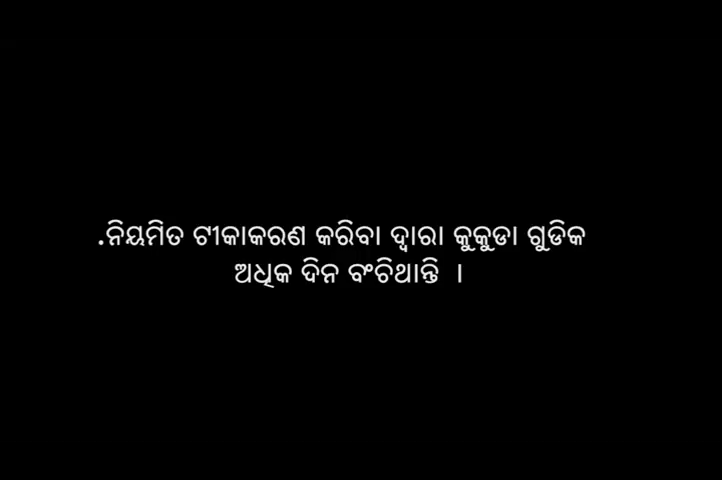 .ନିୟମିତ ଟୀକାକରଣ କରିବା ଦ୍ୱାରା କୁକୁଡା ଗୁଡିକ
ଅଧିକ ଦିନ ବଂଚିଥାନ୍ତି ।